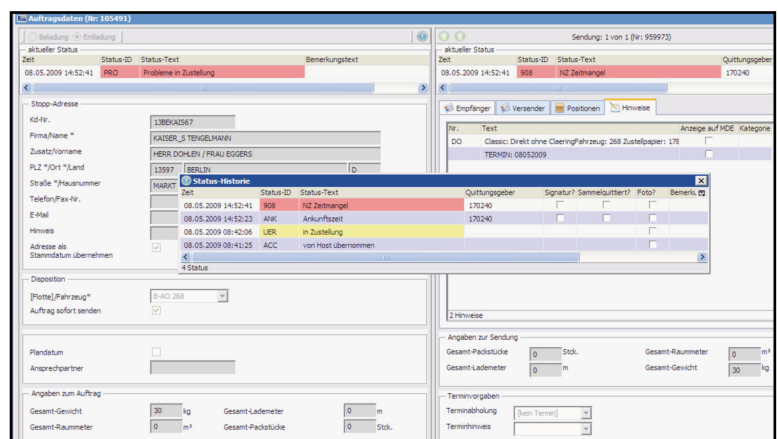 Auftragsdaten (Nr: 105491)
Beladung Entladung
aktueller Status
Zeit Status-ID Status-Text Bemerkungstext
08.05.2009 14:52:41 PRO Probleme in Zustellung
Stopp-Adresse
Kd-Nr. 13BEKAI567
Firma/Name * KAISER_S TENGELMANN
Zusatz/Vorname HERR DOHLEN / FRAU EGGERS
PLZ */Ort */Land 13597 BERLIN D
Straße */Hausnummer MARKT
Telefon/Fax-Nr.
E-Mail
Hinweis
Adresse als
Stammdatum übernehmen
Disposition
[Flotte]/Fahrzeug* B-AO 268
Auftrag sofort senden
Plandatum
Ansprechpartner
Angaben zum Auftrag
Gesamt-Gewicht 30 kg Gesamt-Lademeter 0 m
Gesamt-Raummeter 0 m³ Gesamt-Packstücke 0 Stck.
Sendung: 1 von 1 (Nr: 959973)
aktueller Status
Zeit Status-ID Status-Text Quittungsgeber
08.05.2009 14:52:41 908 NZ Zeitmangel 170240
Empfänger Versender Positionen Hinweise
Nr. Text Anzeige auf MDE Kategorie
DO Classic: Direkt ohne ClaeringFahrzeug: 268 Zustellpapier: 178
TERMIN: 08052009
Status-Historie
Zeit Status-ID Status-Text Quittungsgeber Signatur? Sammelquittiert? Foto? Bemerku
08.05.2009 14:52:41 908 NZ Zeitmangel 170240
08.05.2009 14:52:23 ANK Ankunftszeit 170240
08.05.2009 08:42:06 UER in Zustellung
08.05.2009 08:41:25 ACC von Host übernommen
4 Status
2 Hinweise
Angaben zur Sendung
Gesamt-Packstücke 0 Stck. Gesamt-Raummeter 0 m³
Gesamt-Lademeter 0 m Gesamt-Gewicht 30 kg
Terminvorgaben
Terminabholung [kein Termin]
Terminhinweis